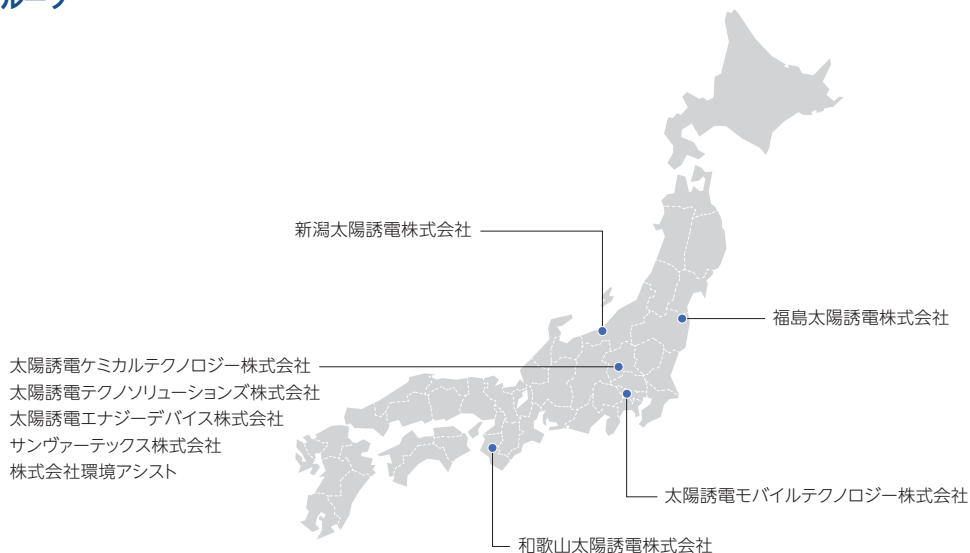 ループ
新潟太陽誘電株式会社
福島太陽誘電株式会社
太陽誘電ケミカルテクノロジー株式会社
太陽誘電テクノソリューションズ株式会社
太陽誘電エナジーデバイス株式会社
サンヴァーテックス株式会社
株式会社環境アシスト
太陽誘電モバイルテクノロジー株式会社
和歌山太陽誘電株式会社